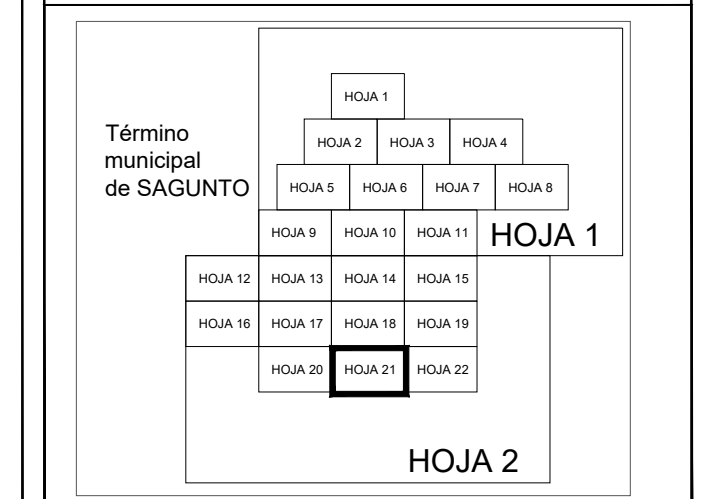 HOJA 1
Término
municipal
de SAGUNTO
HOJA 2 HOJA 3 HOJA 4
HOJA 5 HOJA 6 HOJA 7 HOJA 8
HOJA 9 HOJA 10 HOJA 11 HOJA 1
HOJA 12 HOJA 13 HOJA 14 HOJA 15
HOJA 16 HOJA 17 HOJA 18 HOJA 19
HOJA 20 HOJA 21 HOJA 22
HOJA 2